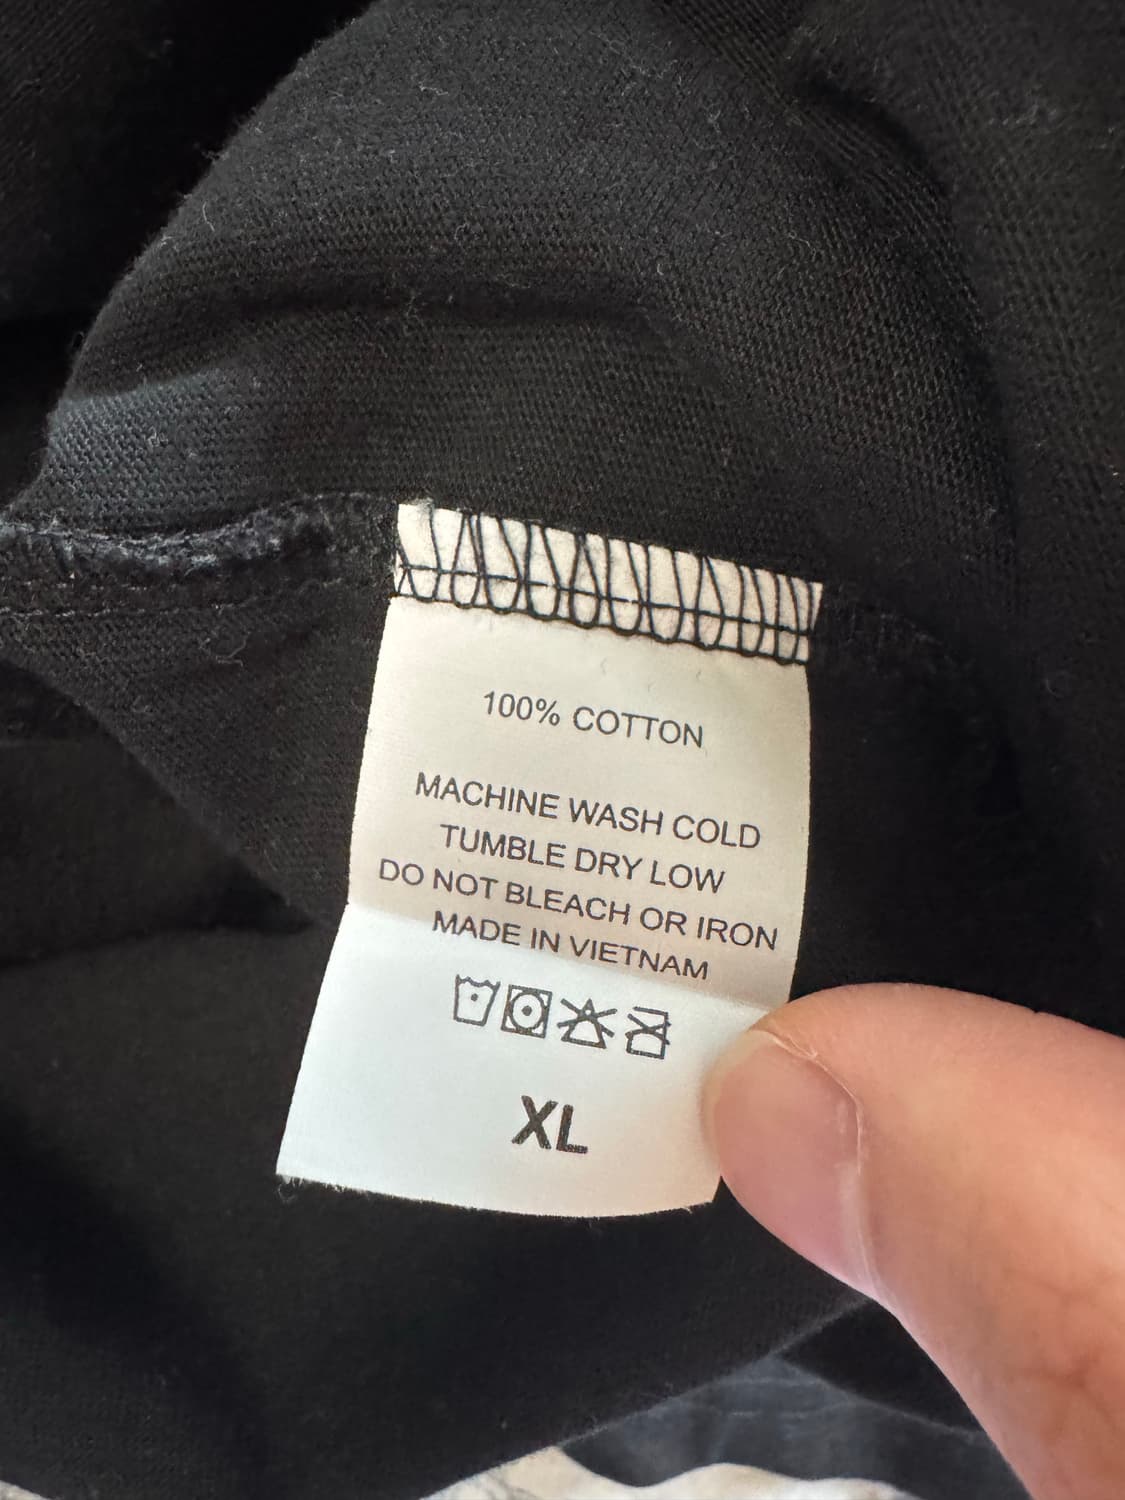 100% COTTON
MACHINE WASH COLD
TUMBLE DRY LOW
DO NOT BLEACH OR IRON
MADE IN VIETNAM
XL